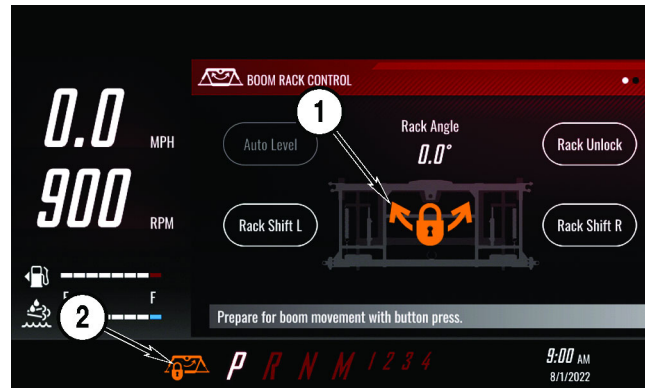 BOOM RACK CONTROL
1
0.0 MPH
Auto Level
Rack Angle
0.0°
Rack Unlock
900 RPM
Rack Shift L
Rack Shift R
E F
2
F
Prepare for boom movement with button press.
P R N M 1 2 3 4
9:00 AM
8/1/2022